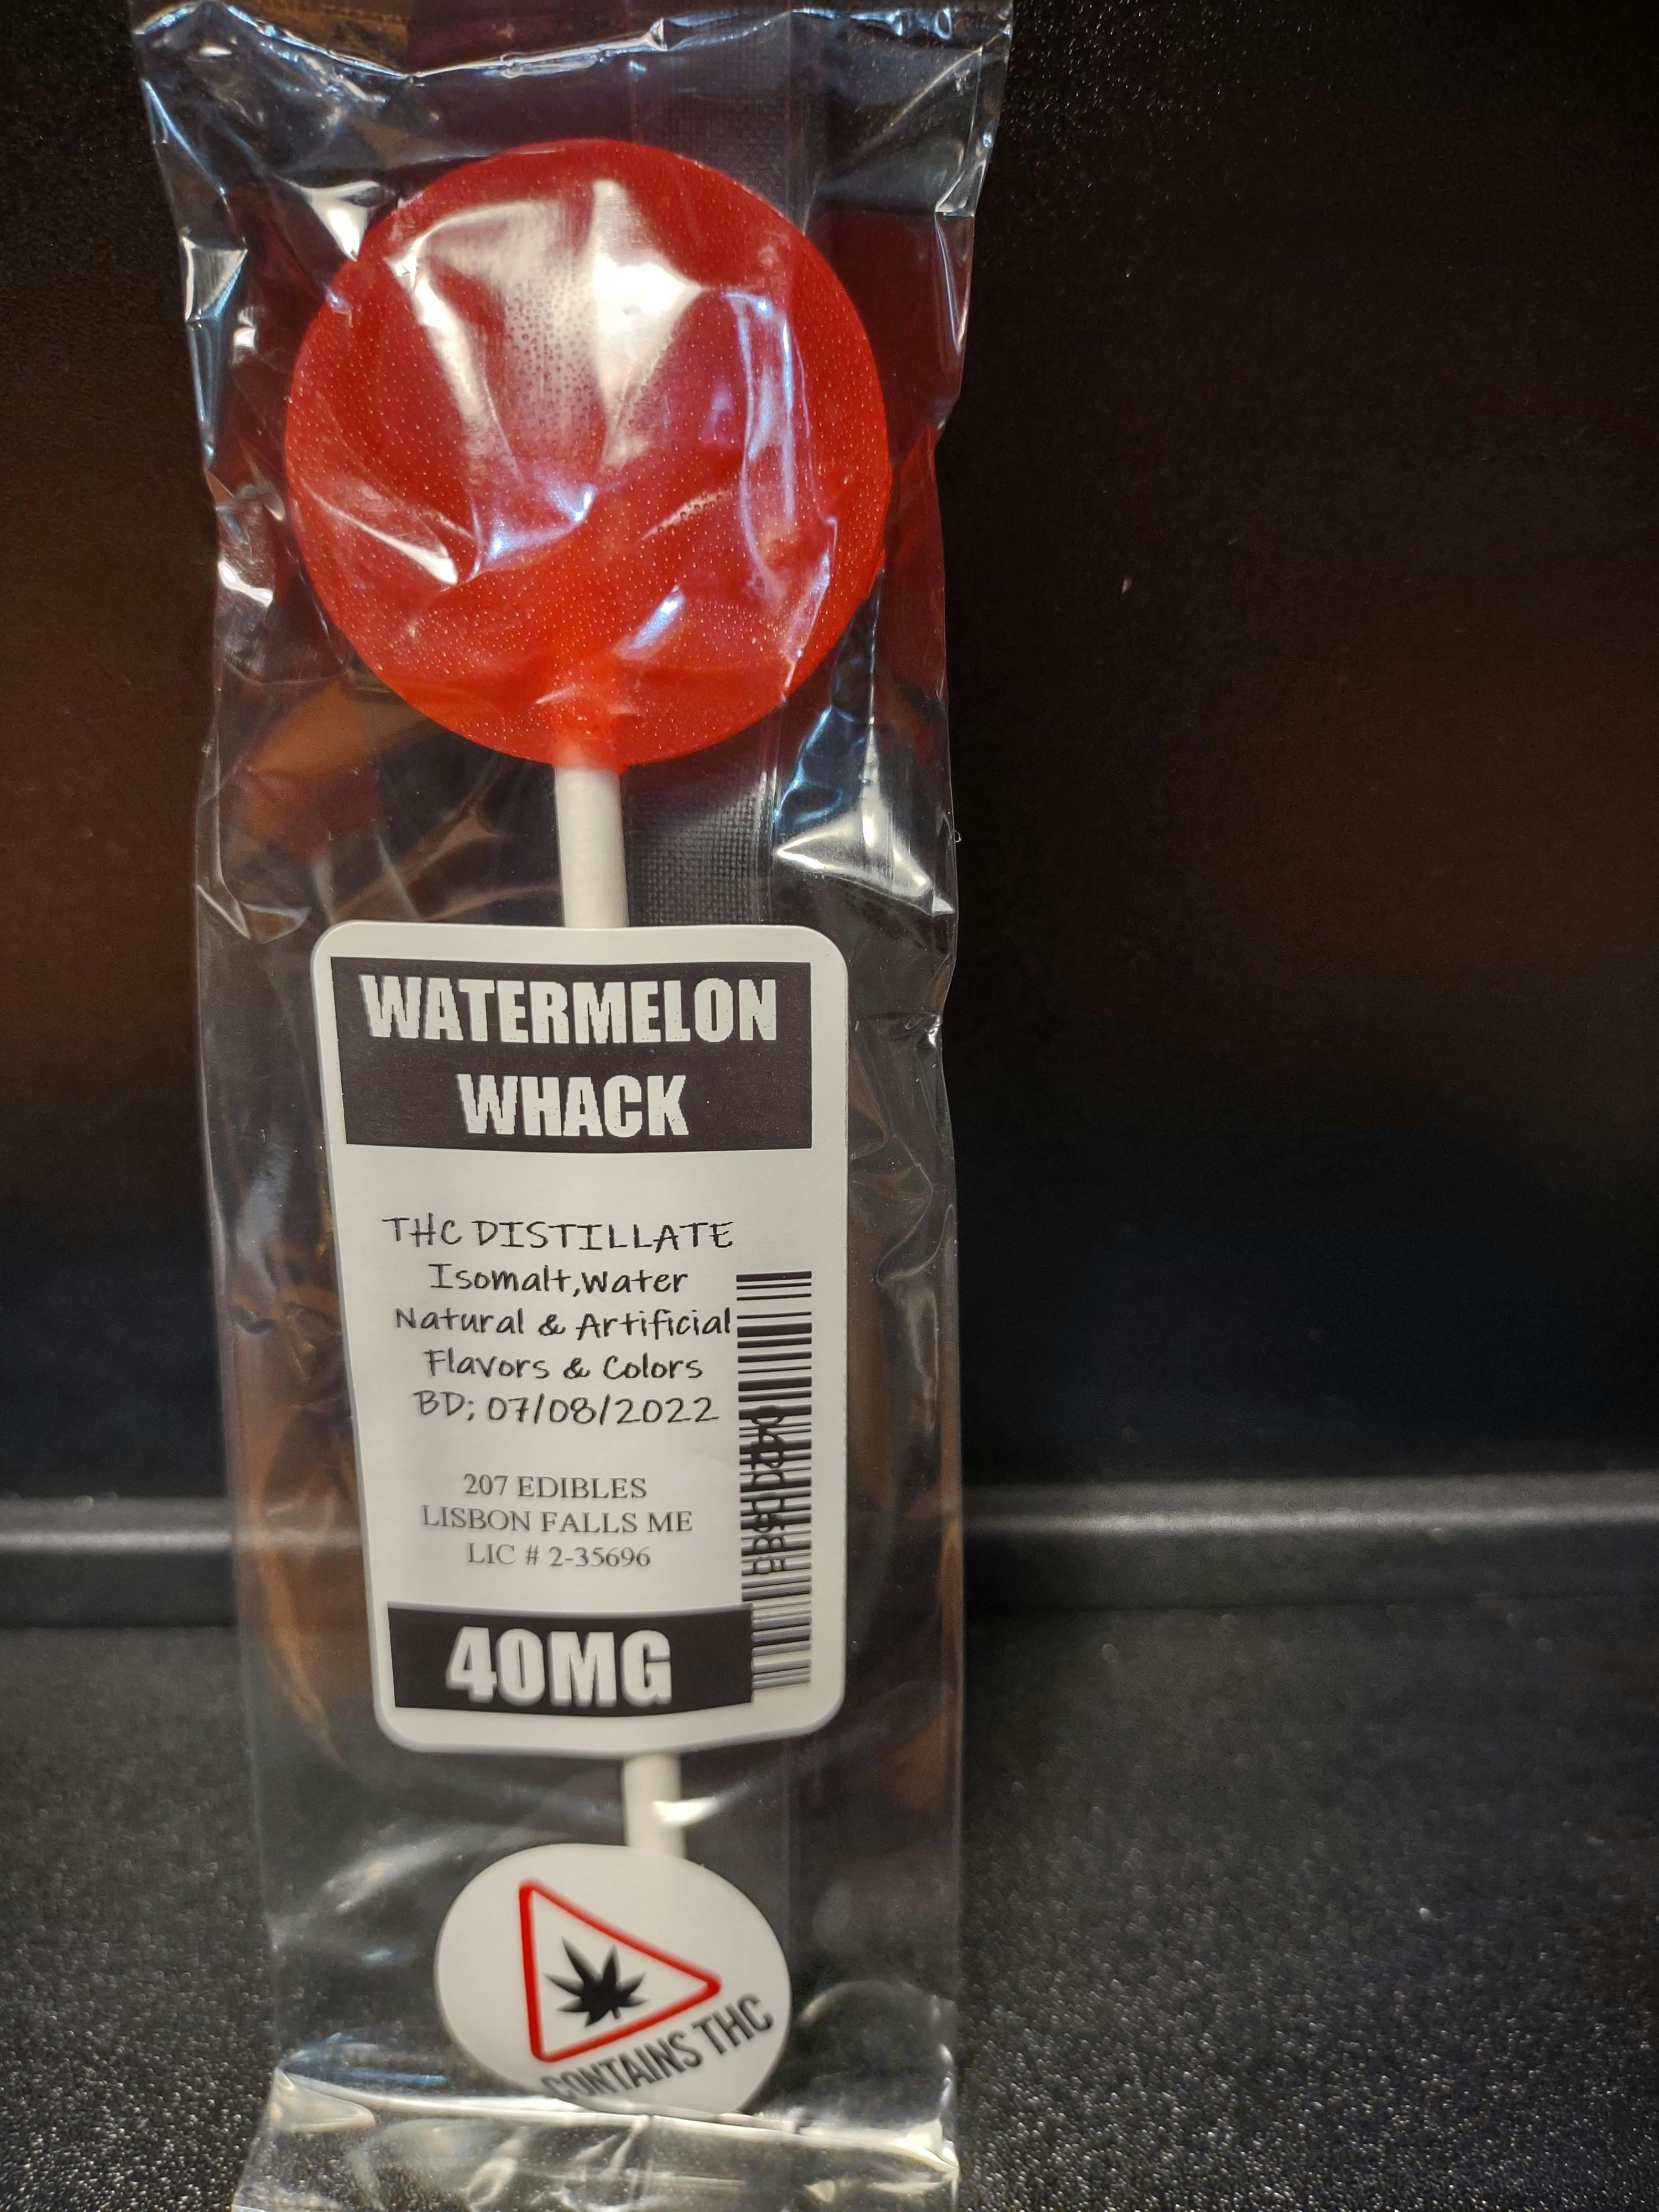 WATERMELON
WHACK
THC DISTILLATE
Isomalt,Water
Natural & Artificial
Flavors & Colors
BD; 07/08/2022
207 EDIBLES
LISBON FALLS ME
LIC # 2-35696
40MG
CONTAINS THC